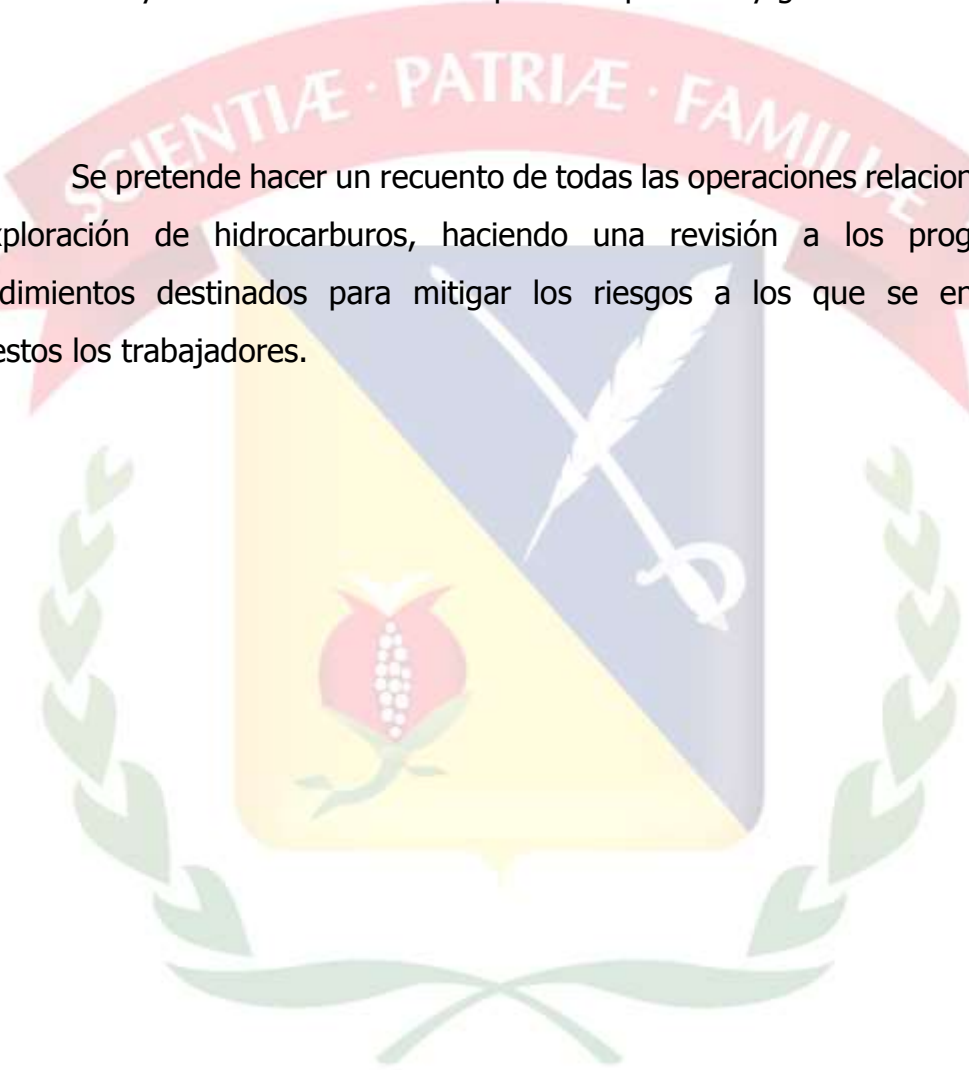 SCIENTIÆ · PATRIÆ · FAMILIÆ
Se pretende hacer un recuento de todas las operaciones relacion
xploración de hidrocarburos, haciendo una revisión a los prog
dimientos destinados para mitigar los riesgos a los que se en
estos los trabajadores.